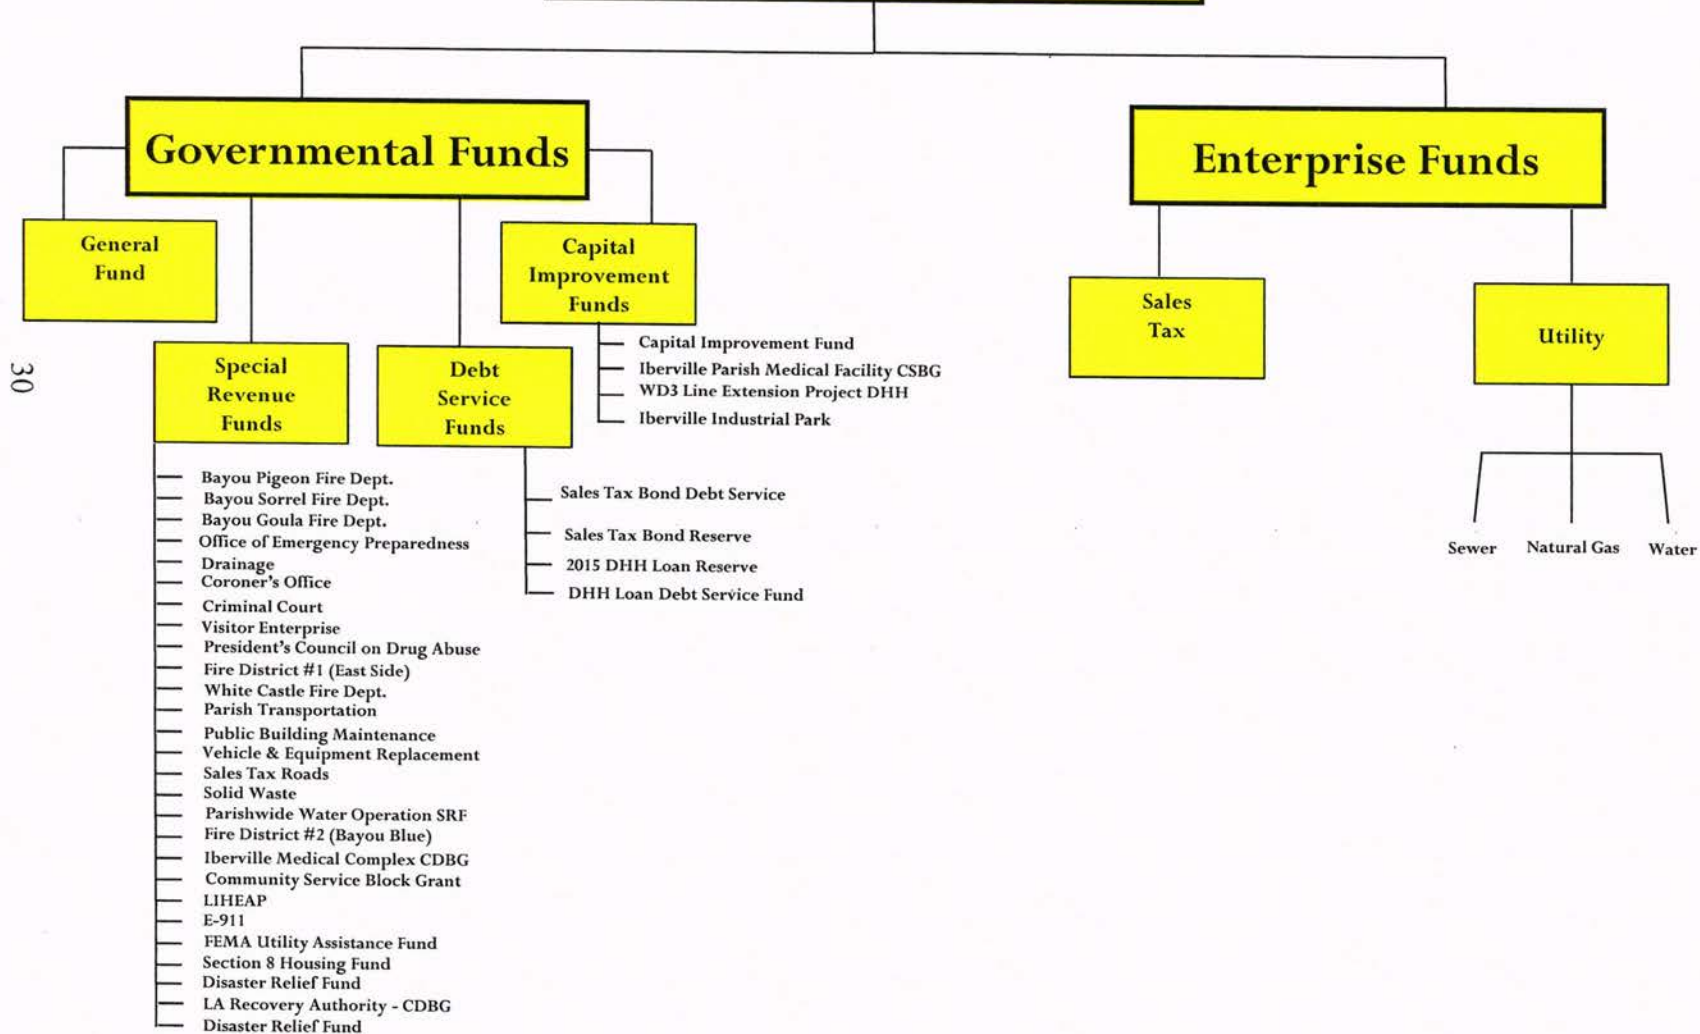 Governmental Funds
Enterprise Funds
General
Fund
Capital
Improvement
Funds
Capital Improvement Fund
Iberville Parish Medical Facility CSBG
WD3 Line Extension Project DHH
Iberville Industrial Park
Special
Revenue
Funds
Bayou Pigeon Fire Dept.
Bayou Sorrel Fire Dept.
Bayou Goula Fire Dept.
Office of Emergency Preparedness
Drainage
Coroner's Office
Criminal Court
Visitor Enterprise
President's Council on Drug Abuse
Fire District #1 (East Side)
White Castle Fire Dept.
Parish Transportation
Public Building Maintenance
Vehicle & Equipment Replacement
Sales Tax Roads
Solid Waste
Parishwide Water Operation SRF
Fire District #2 (Bayou Blue)
Iberville Medical Complex CDBG
Community Service Block Grant
LIHEAP
E-911
FEMA Utility Assistance Fund
Section 8 Housing Fund
Disaster Relief Fund
LA Recovery Authority - CDBG
Disaster Relief Fund
Debt
Service
Funds
Sales Tax Bond Debt Service
Sales Tax Bond Reserve
2015 DHH Loan Reserve
DHH Loan Debt Service Fund
Sales
Tax
Utility
Sewer
Natural Gas
Water
30